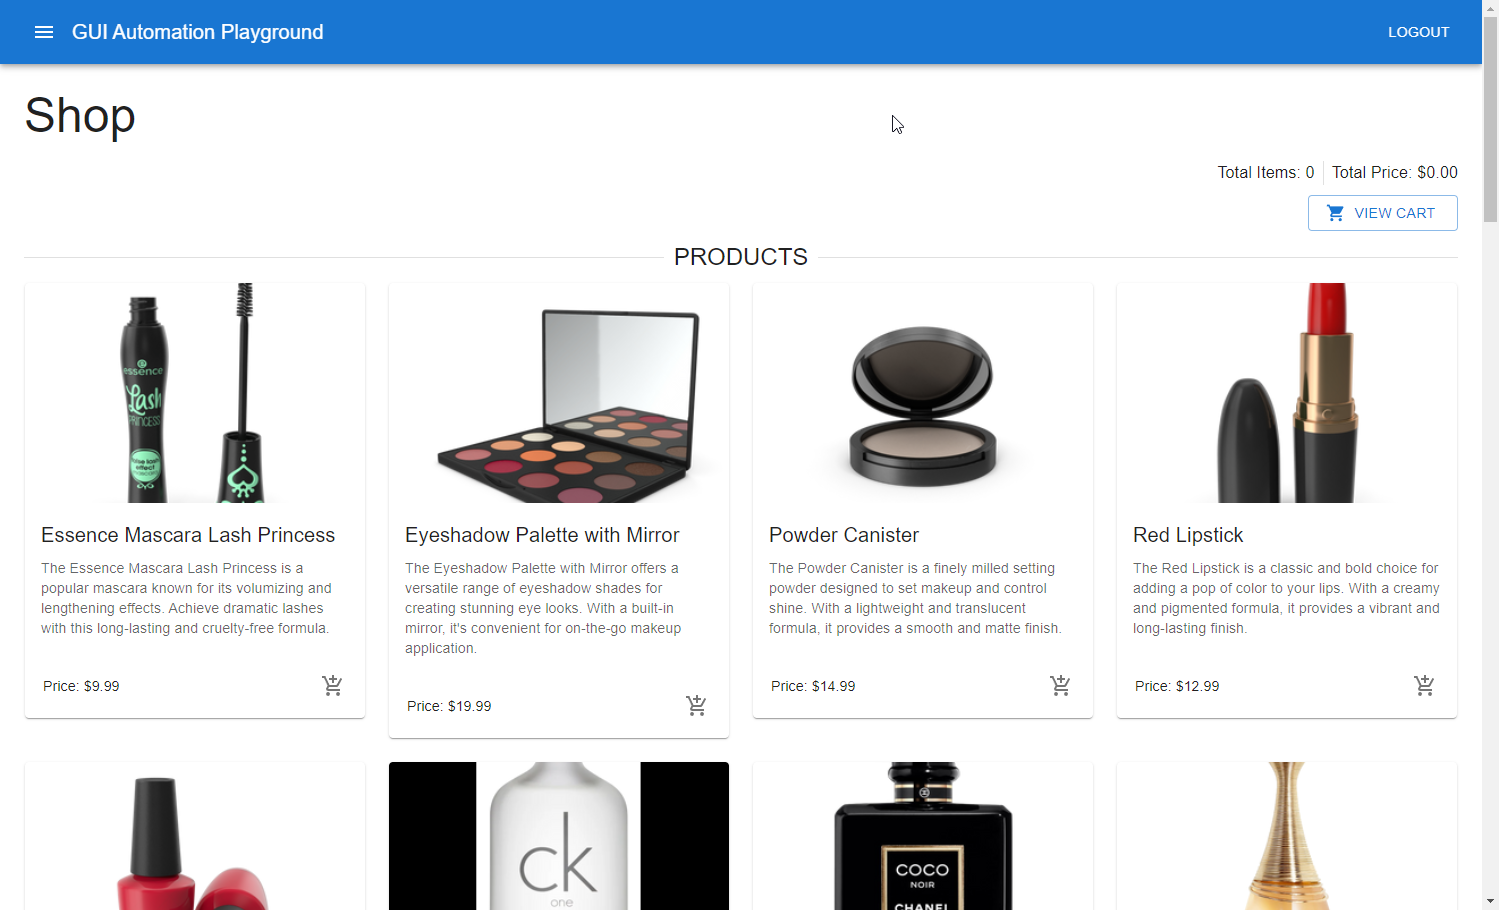 GUI Automation Playground
LOGOUT
Shop
Total Items: 0
Total Price: $0.00
VIEW CART
PRODUCTS
essence
Lash
PRINCESS
false lash
effect
Essence Mascara Lash Princess
The Essence Mascara Lash Princess is a
popular mascara known for its volumizing and
lengthening effects. Achieve dramatic lashes
with this long-lasting and cruelty-free formula.
Price: $9.99
Eyeshadow Palette with Mirror
The Eyeshadow Palette with Mirror offers a
versatile range of eyeshadow shades for
creating stunning eye looks. With a built-in
mirror, it's convenient for on-the-go makeup
application.
Price: $19.99
Powder Canister
The Powder Canister is a finely milled setting
powder designed to set makeup and control
shine. With a lightweight and translucent
formula, it provides a smooth and matte finish.
Price: $14.99
Red Lipstick
The Red Lipstick is a classic and bold choice for
adding a pop of color to your lips. With a creamy
and pigmented formula, it provides a vibrant and
long-lasting finish.
Price: $12.99
ck
one
COCO
NOIR
CHANEL